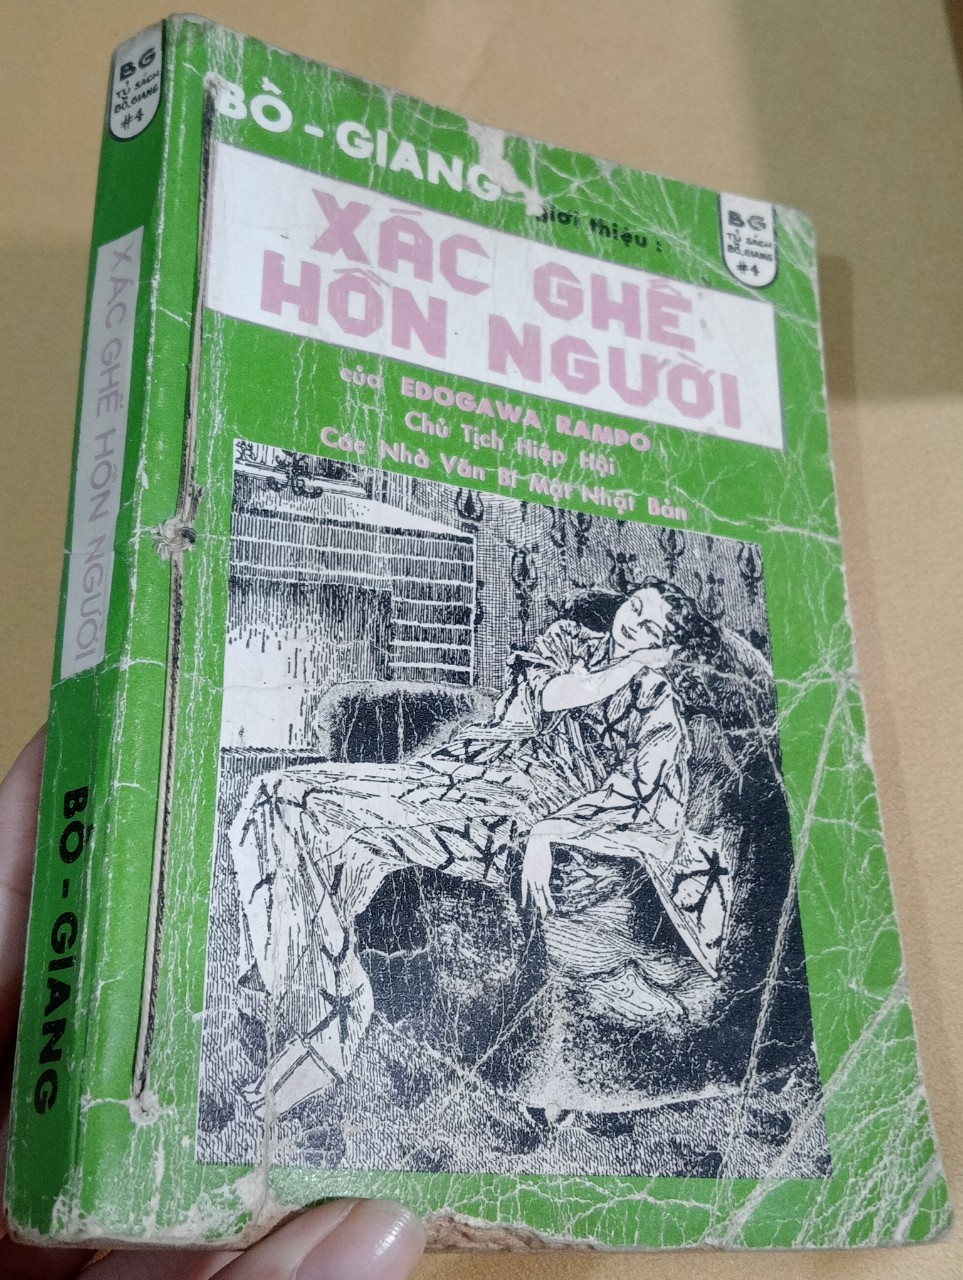 BG
TỦ SÁCH
BỒ.GIANG
#4
XÁC GHẾ HỒN NGƯỜI
BỒ-GIANG
BỒ-GIANG
giới thiệu :
BG
TỦ SÁCH
BỒ.GIANG
#4
XÁC GHẾ
HỒN NGƯỜI
của EDOGAWA RAMPO
Chủ Tịch Hiệp Hội
Các Nhà Văn Bí Mật Nhật Bản